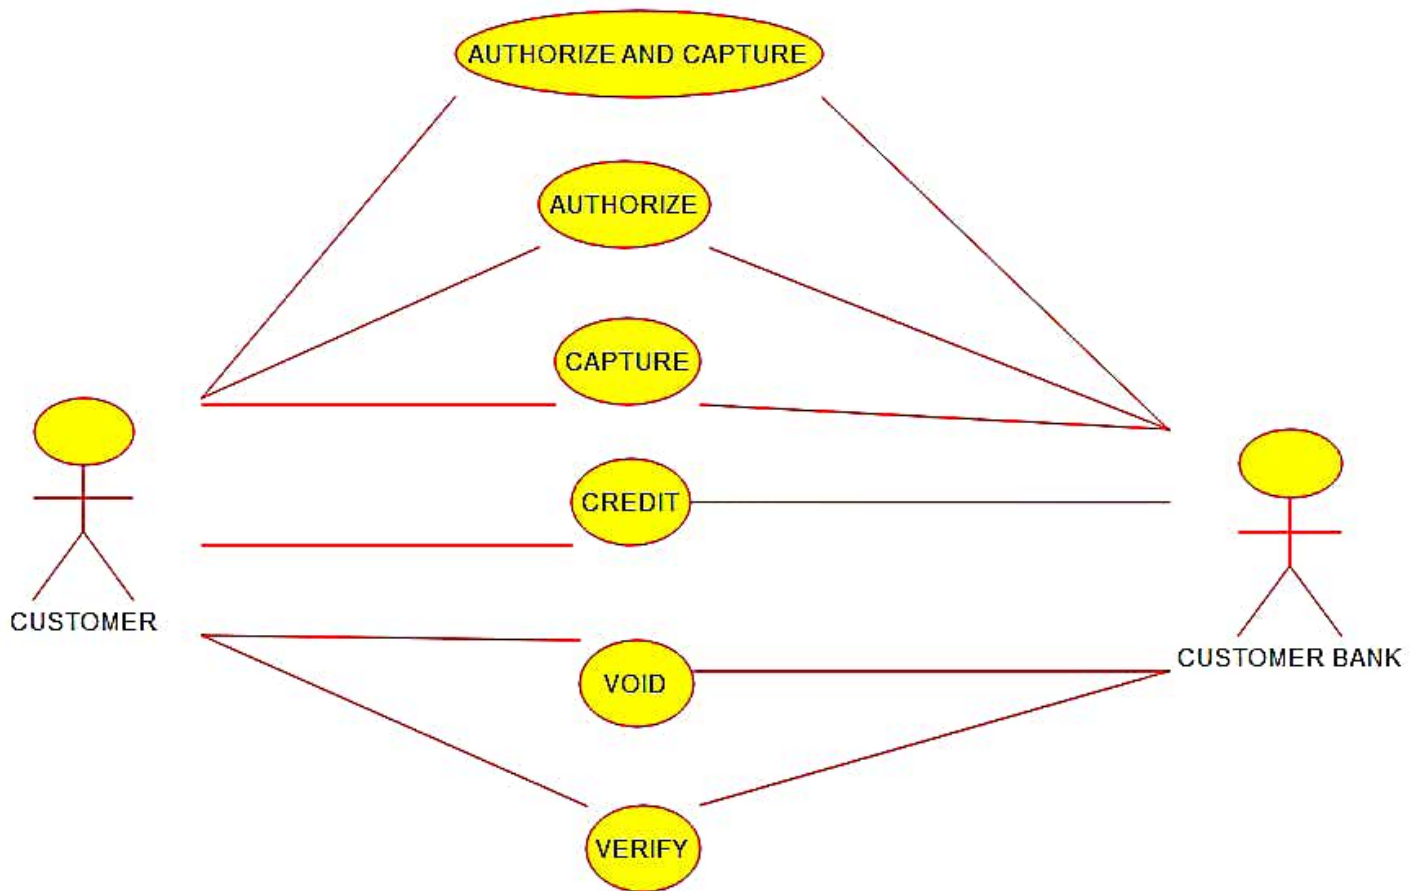 AUTHORIZE AND CAPTURE
AUTHORIZE
CAPTURE
CREDIT
CUSTOMER
CUSTOMER BANK
VOID
VERIFY